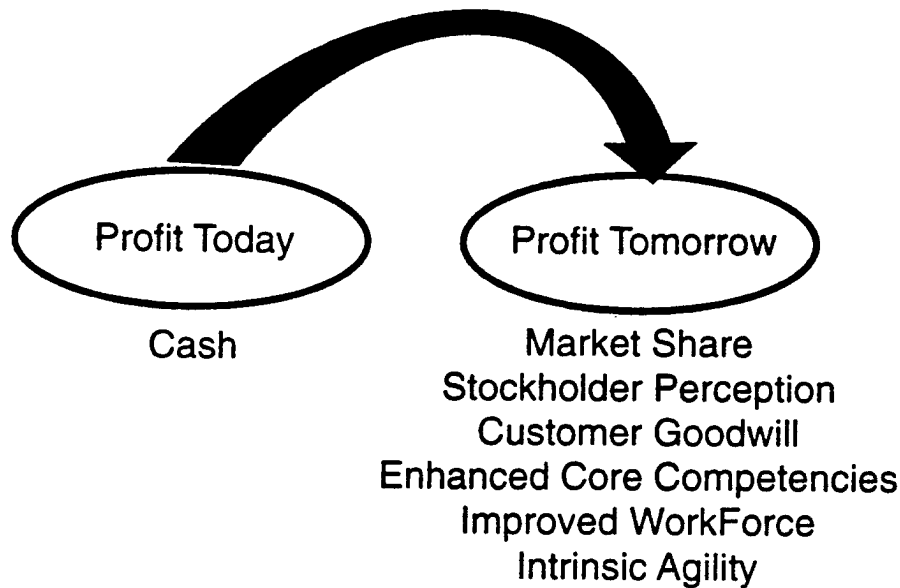 Profit Today
Profit Tomorrow
Cash
Market Share
Stockholder Perception
Customer Goodwill
Enhanced Core Competencies
Improved WorkForce
Intrinsic Agility